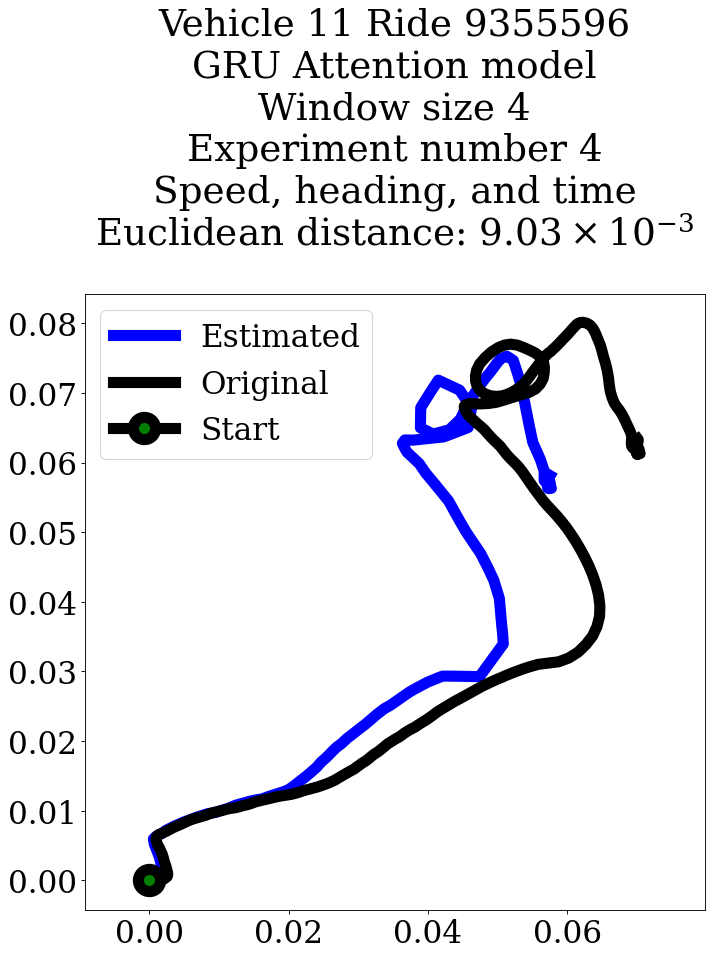 Vehicle 11 Ride 9355596
GRU Attention model
Window size 4
Experiment number 4
Speed, heading, and time
Euclidean distance: 9.03 × 10⁻³
Estimated
Original
Start
0.08
0.07
0.06
0.05
0.04
0.03
0.02
0.01
0.00
0.00 0.02 0.04 0.06